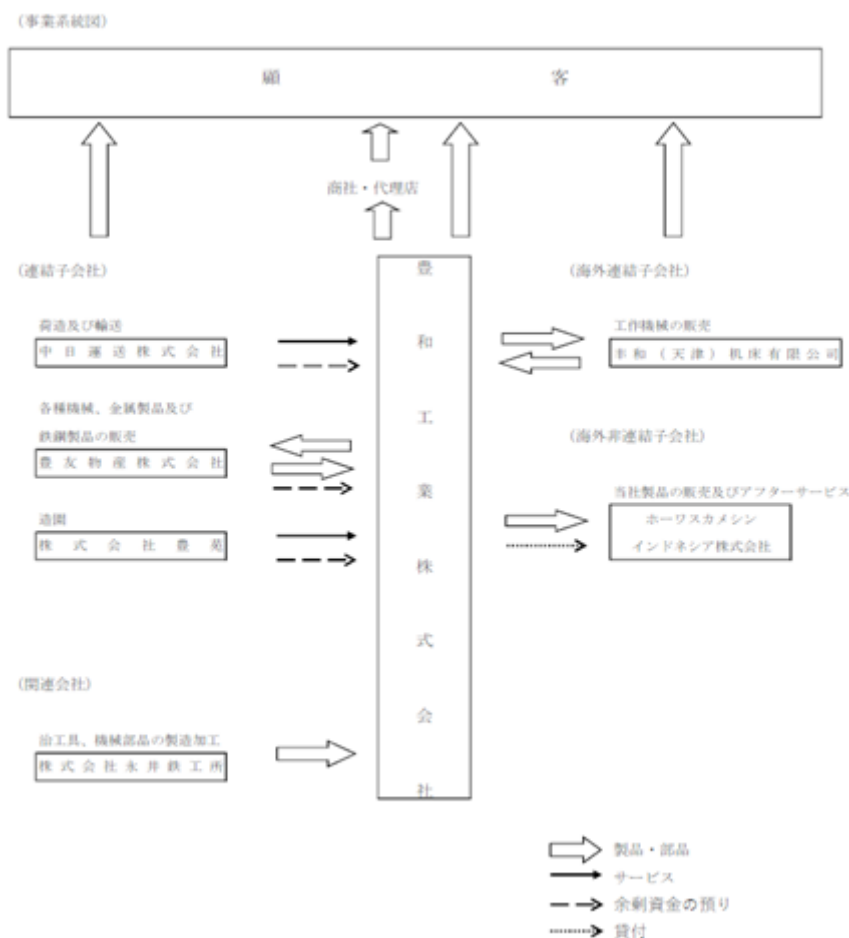 (事業系統図)
顧客
商社・代理店
豊和工業株式会社
(連結子会社)
荷造及び輸送
中日運送株式会社
各種機械、金属製品及び
鉄鋼製品の販売
豊友物産株式会社
造園
株式会社豊苑
(関連会社)
治工具、機械部品の製造加工
株式会社永井鉄工所
(海外連結子会社)
工作機械の販売
丰和(天津)机床有限公司
(海外非連結子会社)
当社製品の販売及びアフターサービス
ホーワスカメシン
インドネシア株式会社
製品・部品
サービス
余剰資金の預り
貸付